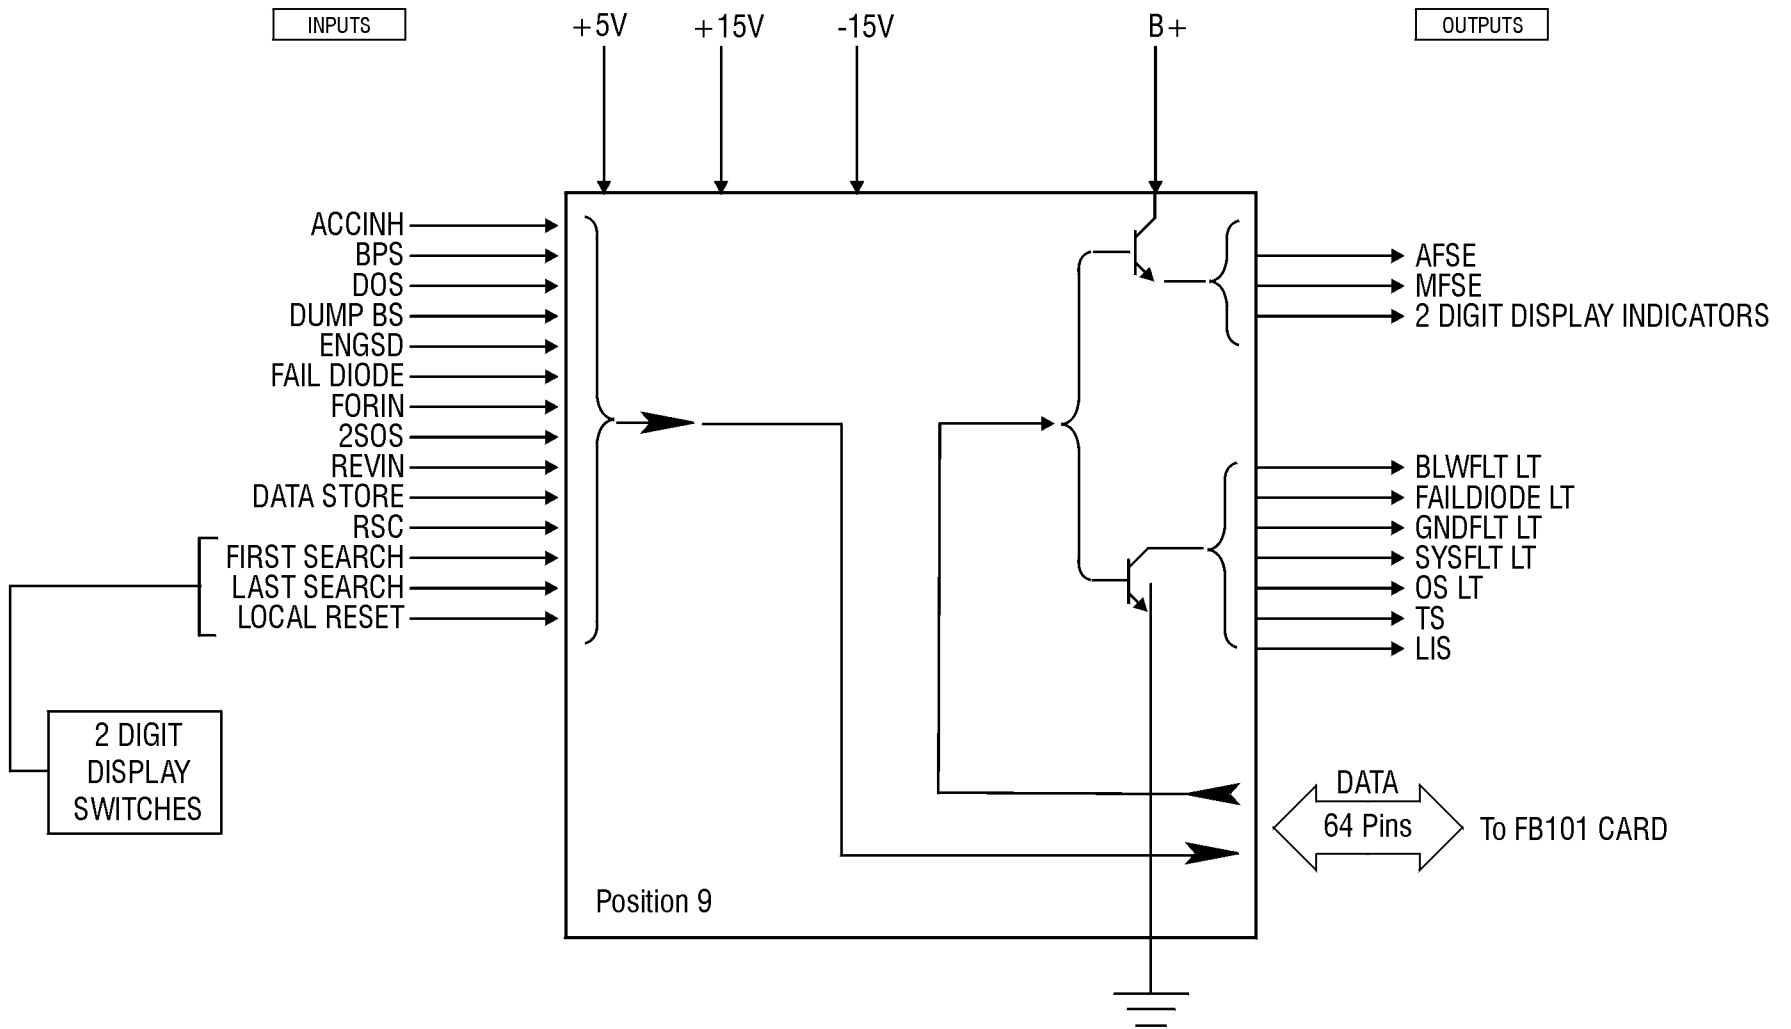 INPUTS
+5V
+15V
-15V
B+
OUTPUTS
ACCINH
BPS
DOS
DUMP BS
ENGSD
FAIL DIODE
FORIN
2SOS
REVIN
DATA STORE
RSC
FIRST SEARCH
LAST SEARCH
LOCAL RESET
2 DIGIT
DISPLAY
SWITCHES
AFSE
MFSE
2 DIGIT DISPLAY INDICATORS
BLWFLT LT
FAILDIODE LT
GNDFLT LT
SYSFLT LT
OS LT
TS
LIS
DATA
64 Pins
To FB101 CARD
Position 9